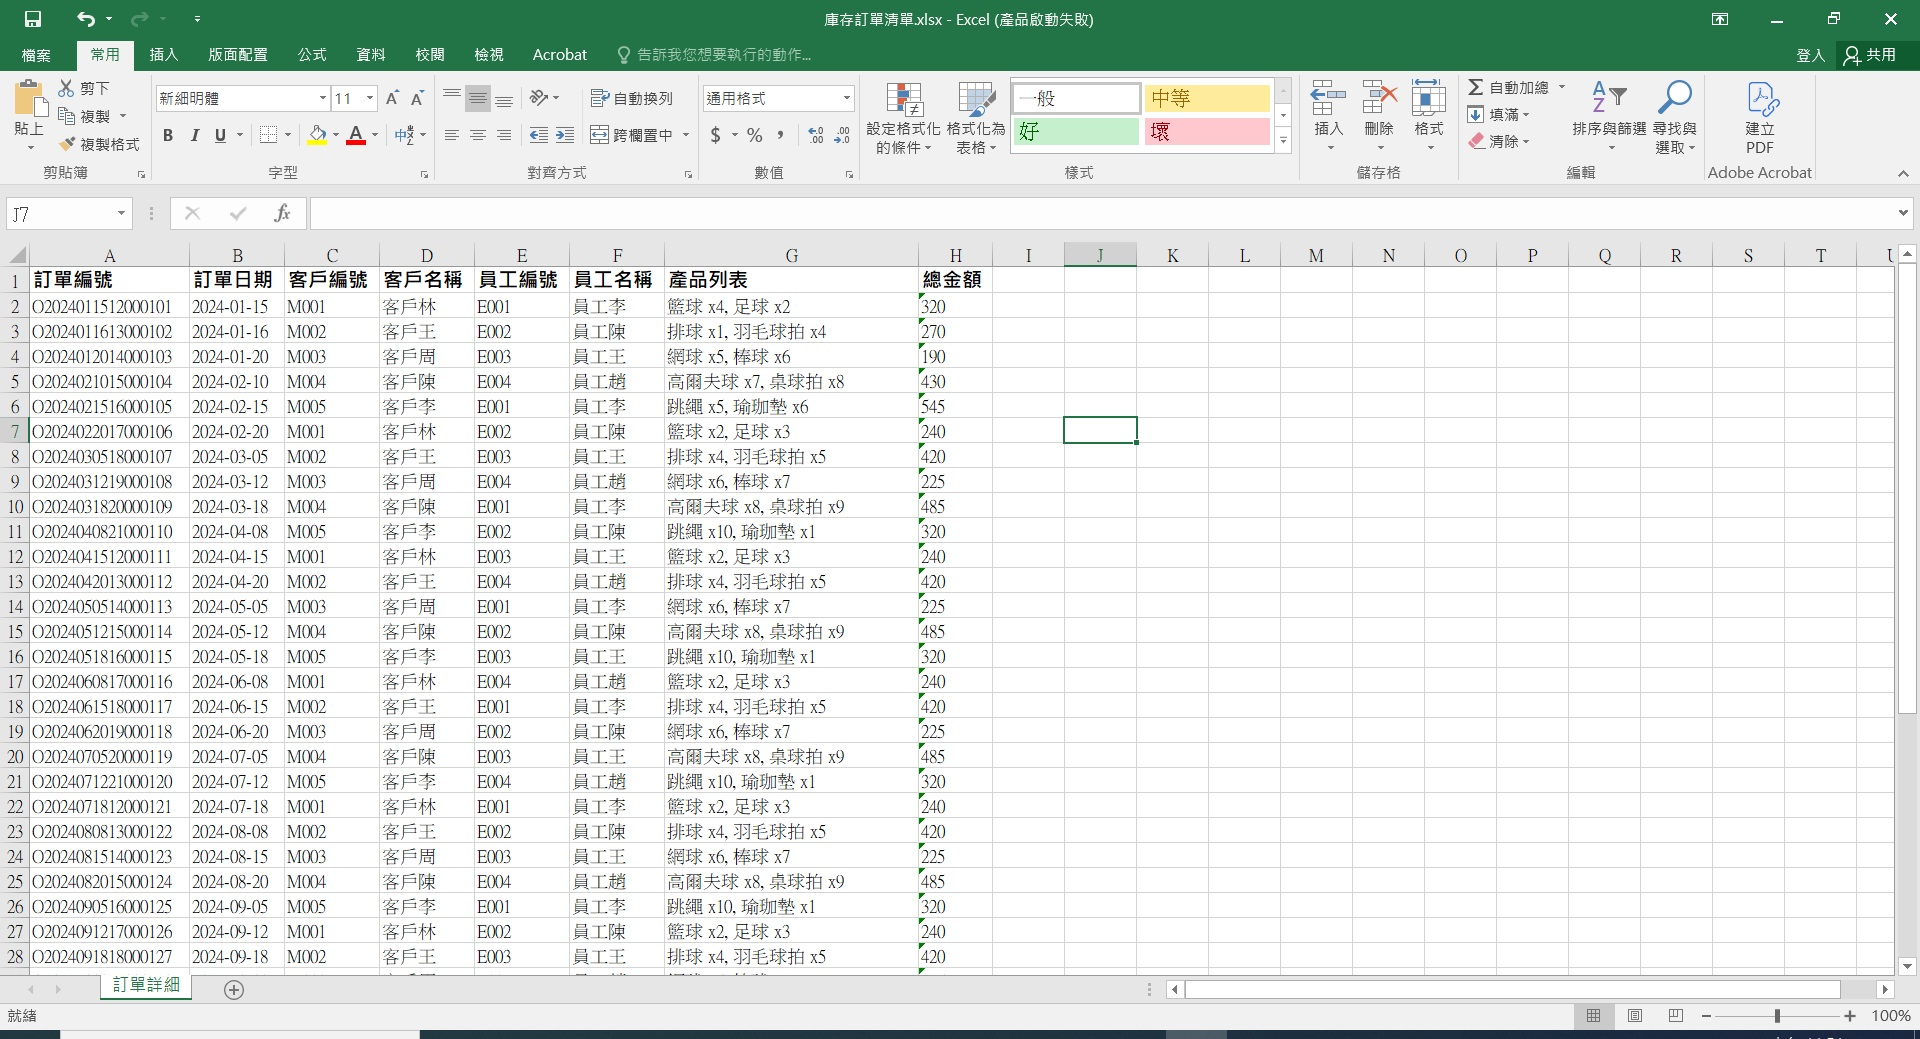 庫存訂單清單.xlsx - Excel (產品啟動失敗)
檔案 常用 插入 版面配置 公式 資料 校閱 檢視 Acrobat 告訴我您想要執行的動作... 登入 共用
貼上 剪下 複製 複製格式 剪貼簿
新細明體 11 B I U A 字型
自動換列 跨欄置中 對齊方式
通用格式 $ % , 數值
設定格式化的條件 格式化為表格 一般 中等 好 壞 樣式
插入 刪除 格式 儲存格
自動加總 填滿 清除 排序與篩選 尋找與選取 編輯
建立 PDF Adobe Acrobat
J7 fx
A B C D E F G H I J K L M N O P Q R S T U
1 訂單編號 訂單日期 客戶編號 客戶名稱 員工編號 員工名稱 產品列表 總金額
2 O2024011512000101 2024-01-15 M001 客戶林 E001 員工李 籃球 x4, 足球 x2 320
3 O2024011613000102 2024-01-16 M002 客戶王 E002 員工陳 排球 x1, 羽毛球拍 x4 270
4 O2024012014000103 2024-01-20 M003 客戶周 E003 員工王 網球 x5, 棒球 x6 190
5 O2024021015000104 2024-02-10 M004 客戶陳 E004 員工趙 高爾夫球 x7, 桌球拍 x8 430
6 O2024021516000105 2024-02-15 M005 客戶李 E001 員工李 跳繩 x5, 瑜珈墊 x6 545
7 O2024022017000106 2024-02-20 M001 客戶林 E002 員工陳 籃球 x2, 足球 x3 240
8 O2024030518000107 2024-03-05 M002 客戶王 E003 員工王 排球 x4, 羽毛球拍 x5 420
9 O2024031219000108 2024-03-12 M003 客戶周 E004 員工趙 網球 x6, 棒球 x7 225
10 O2024031820000109 2024-03-18 M004 客戶陳 E001 員工李 高爾夫球 x8, 桌球拍 x9 485
11 O2024040821000110 2024-04-08 M005 客戶李 E002 員工陳 跳繩 x10, 瑜珈墊 x1 320
12 O2024041512000111 2024-04-15 M001 客戶林 E003 員工王 籃球 x2, 足球 x3 240
13 O2024042013000112 2024-04-20 M002 客戶王 E004 員工趙 排球 x4, 羽毛球拍 x5 420
14 O2024050514000113 2024-05-05 M003 客戶周 E001 員工李 網球 x6, 棒球 x7 225
15 O2024051215000114 2024-05-12 M004 客戶陳 E002 員工陳 高爾夫球 x8, 桌球拍 x9 485
16 O2024051816000115 2024-05-18 M005 客戶李 E003 員工王 跳繩 x10, 瑜珈墊 x1 320
17 O2024060817000116 2024-06-08 M001 客戶林 E004 員工趙 籃球 x2, 足球 x3 240
18 O2024061518000117 2024-06-15 M002 客戶王 E001 員工李 排球 x4, 羽毛球拍 x5 420
19 O2024062019000118 2024-06-20 M003 客戶周 E002 員工陳 網球 x6, 棒球 x7 225
20 O2024070520000119 2024-07-05 M004 客戶陳 E003 員工王 高爾夫球 x8, 桌球拍 x9 485
21 O2024071221000120 2024-07-12 M005 客戶李 E004 員工趙 跳繩 x10, 瑜珈墊 x1 320
22 O2024071812000121 2024-07-18 M001 客戶林 E001 員工李 籃球 x2, 足球 x3 240
23 O2024080813000122 2024-08-08 M002 客戶王 E002 員工陳 排球 x4, 羽毛球拍 x5 420
24 O2024081514000123 2024-08-15 M003 客戶周 E003 員工王 網球 x6, 棒球 x7 225
25 O2024082015000124 2024-08-20 M004 客戶陳 E004 員工趙 高爾夫球 x8, 桌球拍 x9 485
26 O2024090516000125 2024-09-05 M005 客戶李 E001 員工李 跳繩 x10, 瑜珈墊 x1 320
27 O2024091217000126 2024-09-12 M001 客戶林 E002 員工陳 籃球 x2, 足球 x3 240
28 O2024091818000127 2024-09-18 M002 客戶王 E003 員工王 排球 x4, 羽毛球拍 x5 420
訂單詳細
就緒 100%